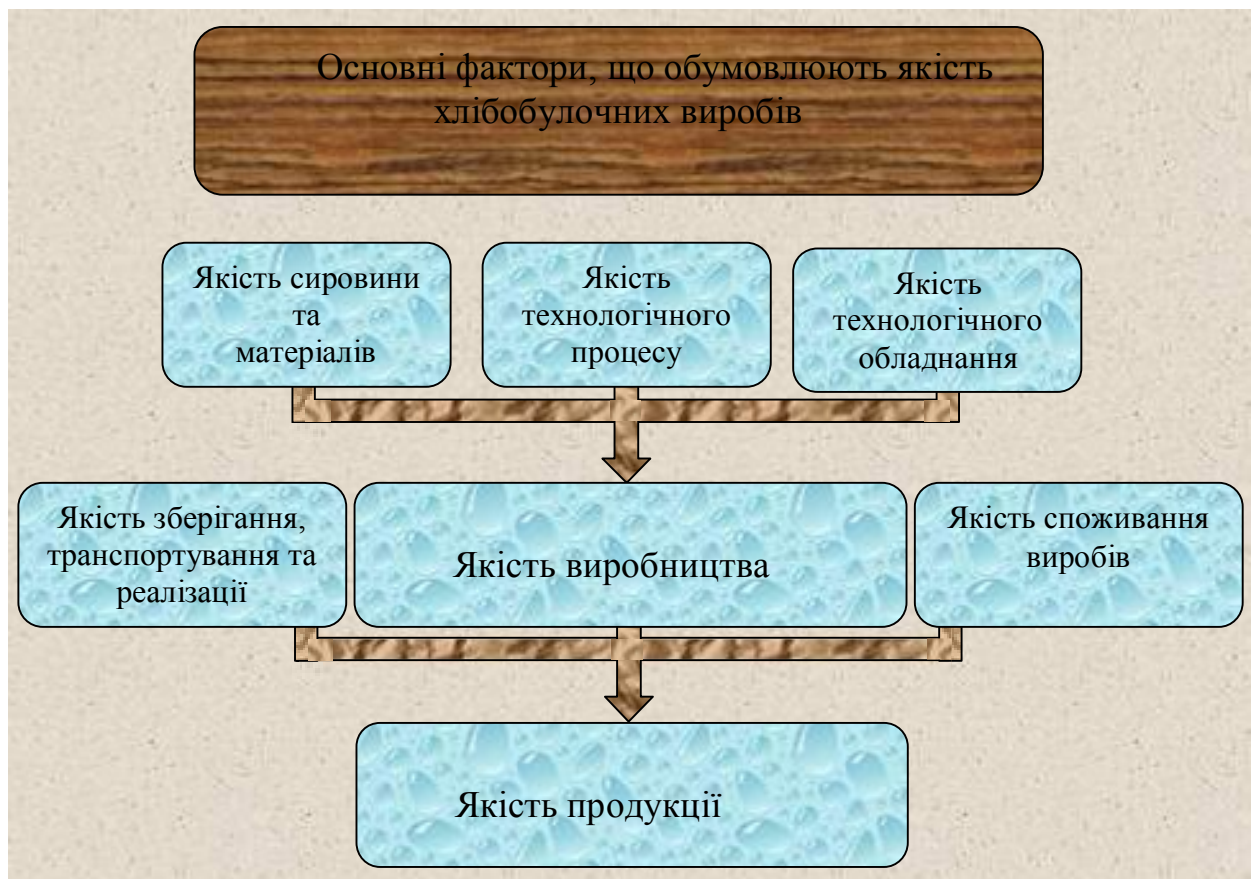 Основні фактори, що обумовлюють якість
хлібобулочних виробів
Якість сировини
та
матеріалів
Якість
технологічного
процесу
Якість
технологічного
обладнання
Якість зберігання,
транспортування та
реалізації
Якість виробництва
Якість споживання
виробів
Якість продукції